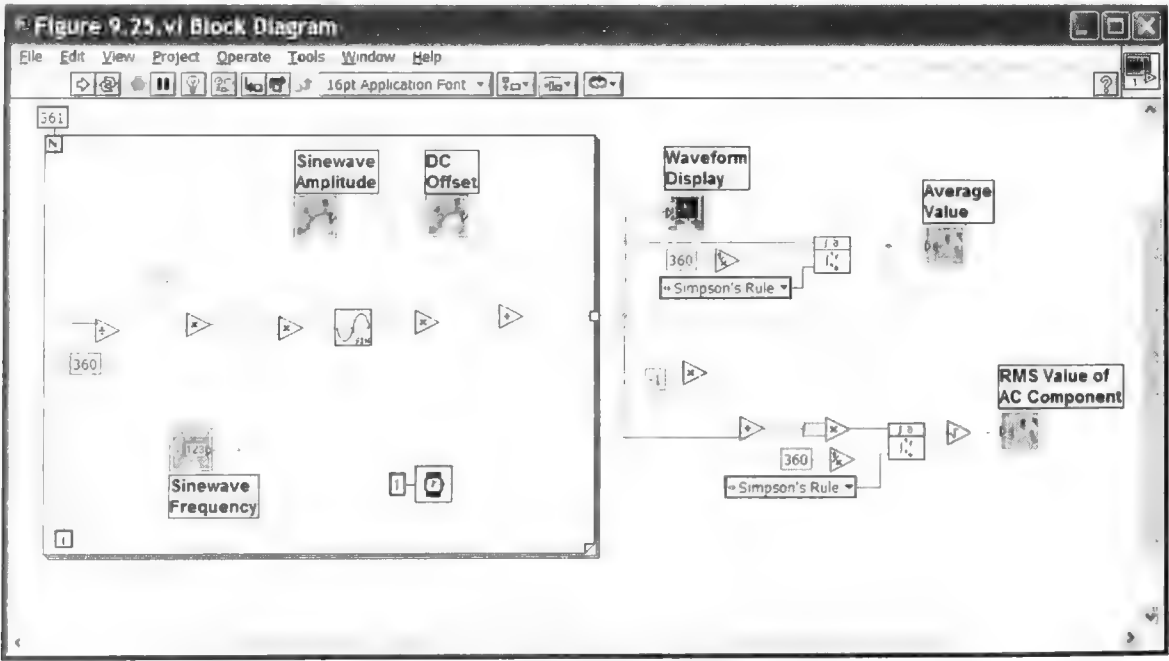 Figure 9.25.vi Block Diagram
File Edit View Project Operate Tools Window Help
16pt Application Font
361
N
Sinewave
Amplitude
DC
Offset
Waveform
Display
Average
Value
360
Simpson's Rule
360
-1
RMS Value of
AC Component
123
360
Simpson's Rule
Sinewave
Frequency
1
i